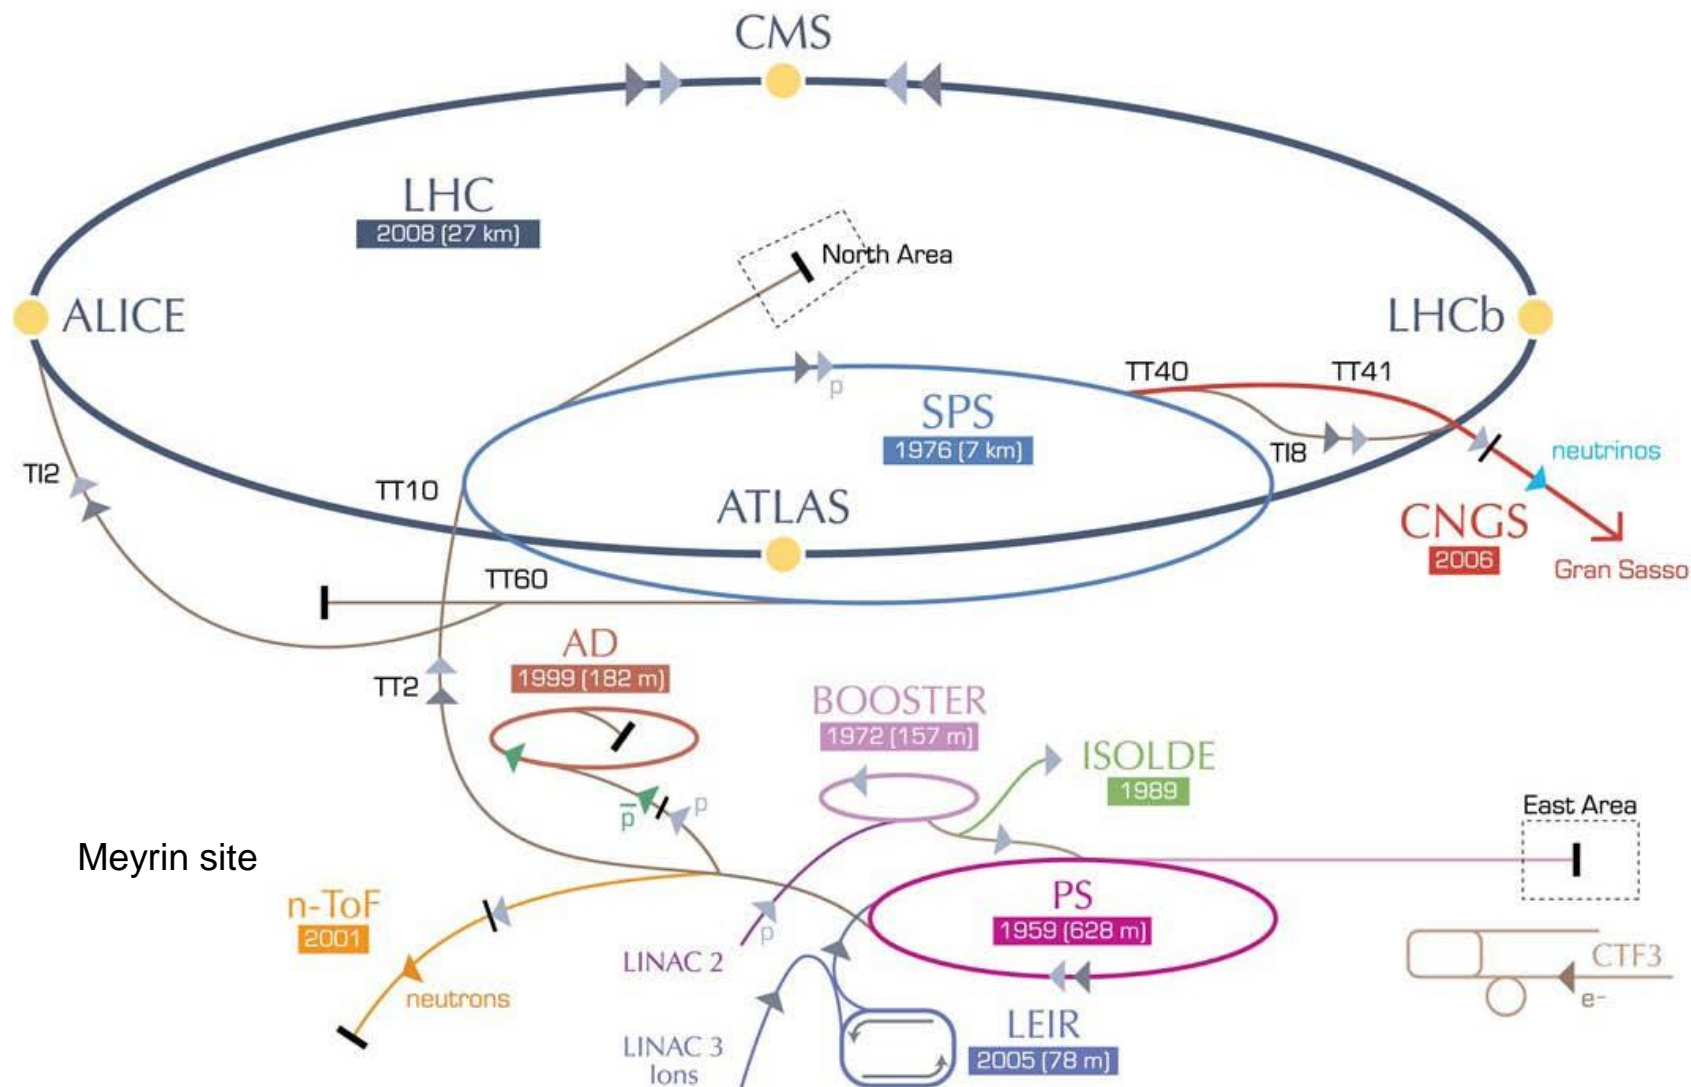 CMS
LHC
2008 (27 km)
North Area
ALICE
LHCb
p
TT40
TT41
SPS
1976 (7 km)
TI8
neutrinos
TI2
TT10
ATLAS
CNGS
2006
Gran Sasso
TT60
AD
1999 (182 m)
TT2
BOOSTER
1972 (157 m)
ISOLDE
1989
p̅
p
East Area
Meyrin site
n-ToF
2001
PS
1959 (628 m)
p
LINAC 2
CTF3
e-
neutrons
LEIR
2005 (78 m)
LINAC 3
Ions